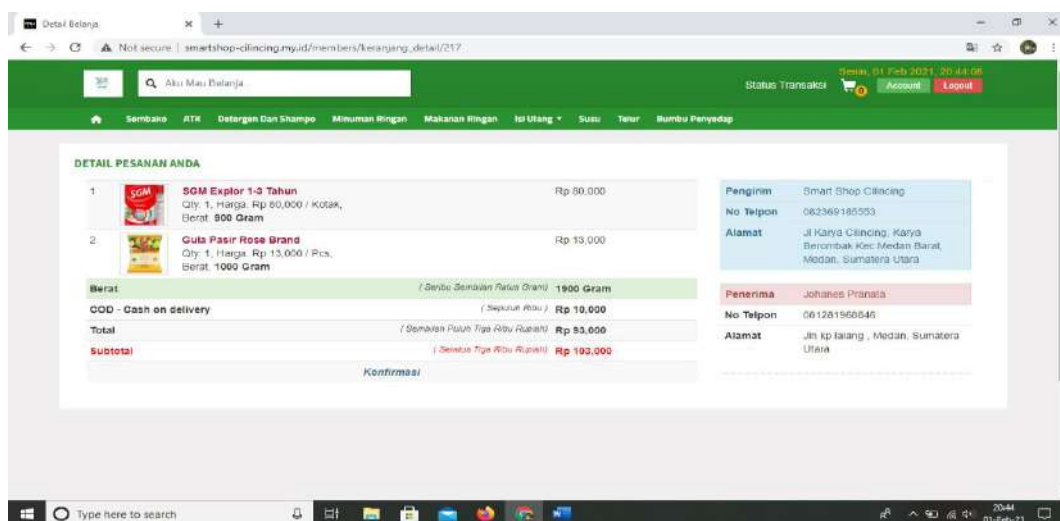 Detail Belanja
Not secure | smartshop-cilincing.my.id/members/keranjang_detail/217
Aku Mau Belanja
Status Transaksi
Senin, 01 Feb 2021, 20:44:06
0
Account
Logout
Sembako ATK Detergen Dan Shampo Minuman Ringan Makanan Ringan Isi Ulang Susu Telur Bumbu Penyedap
DETAIL PESANAN ANDA
1 SGM Explor 1-3 Tahun Rp 80,000
SGM
Qty. 1, Harga. Rp 80,000 / Kotak,
Berat. 900 Gram
2 Gula Pasir Rose Brand Rp 13,000
Qty. 1, Harga. Rp 13,000 / Pcs,
Berat. 1000 Gram
Berat ( Seribu Sembilan Ratus Gram) 1900 Gram
COD - Cash on delivery ( Sepuluh Ribu ) Rp 10,000
Total ( Sembilan Puluh Tiga Ribu Rupiah) Rp 93,000
Subtotal ( Seratus Tiga Ribu Rupiah) Rp 103,000
Konfirmasi
Pengirim Smart Shop Cilincing
No Telpon 082369185553
Alamat Jl Karya Cilincing, Karya
Berombak Kec Medan Barat,
Medan, Sumatera Utara
Penerima Johanes Pranata
No Telpon 081281968846
Alamat Jln kp lalang , Medan, Sumatera
Utara
Type here to search
20:44
01-Feb-21